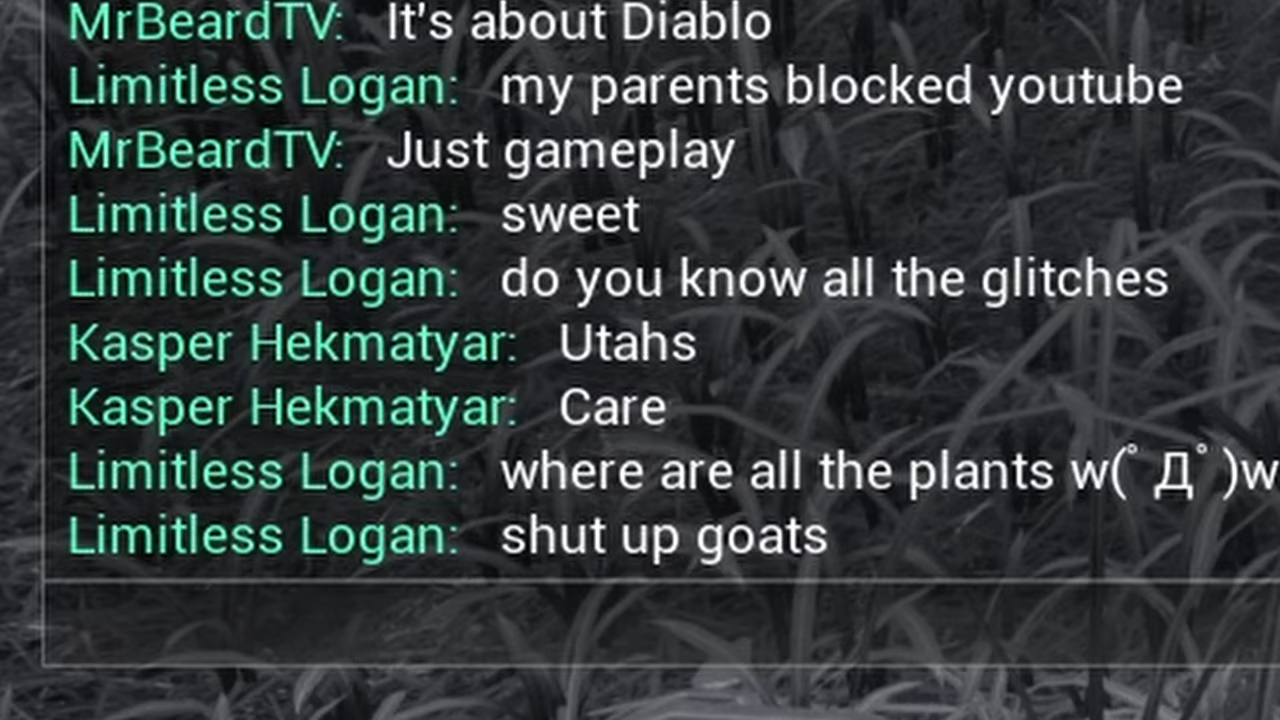 MrBeardTV: It's about Diablo
Limitless Logan: my parents blocked youtube
MrBeardTV: Just gameplay
Limitless Logan: sweet
Limitless Logan: do you know all the glitches
Kasper Hekmatyar: Utahs
Kasper Hekmatyar: Care
Limitless Logan: where are all the plants w(ﾟДﾟ)w
Limitless Logan: shut up goats